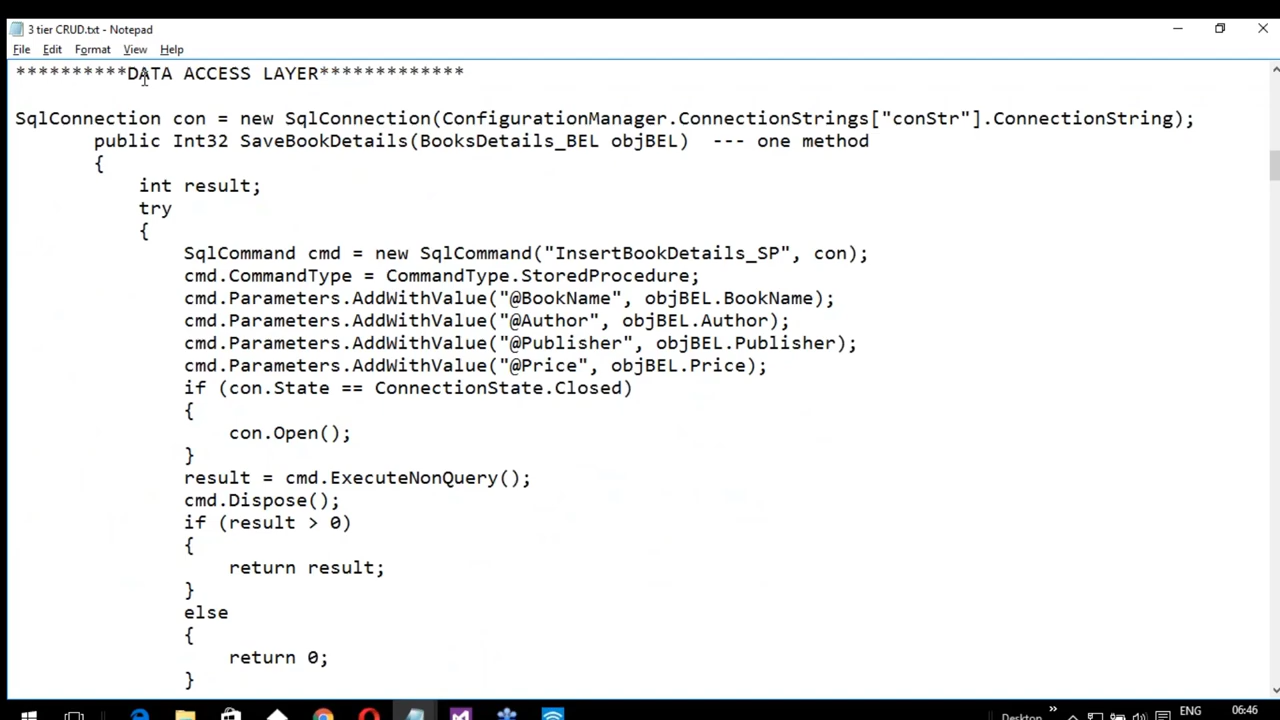 3 tier CRUD.txt - Notepad
File Edit Format View Help
**********DATA ACCESS LAYER*************
SqlConnection con = new SqlConnection(ConfigurationManager.ConnectionStrings["conStr"].ConnectionString);
public Int32 SaveBookDetails(BooksDetails_BEL objBEL)  --- one method
{
int result;
try
{
SqlCommand cmd = new SqlCommand("InsertBookDetails_SP", con);
cmd.CommandType = CommandType.StoredProcedure;
cmd.Parameters.AddWithValue("@BookName", objBEL.BookName);
cmd.Parameters.AddWithValue("@Author", objBEL.Author);
cmd.Parameters.AddWithValue("@Publisher", objBEL.Publisher);
cmd.Parameters.AddWithValue("@Price", objBEL.Price);
if (con.State == ConnectionState.Closed)
{
con.Open();
}
result = cmd.ExecuteNonQuery();
cmd.Dispose();
if (result > 0)
{
return result;
}
else
{
return 0;
}
Desktop » ENG 06:46